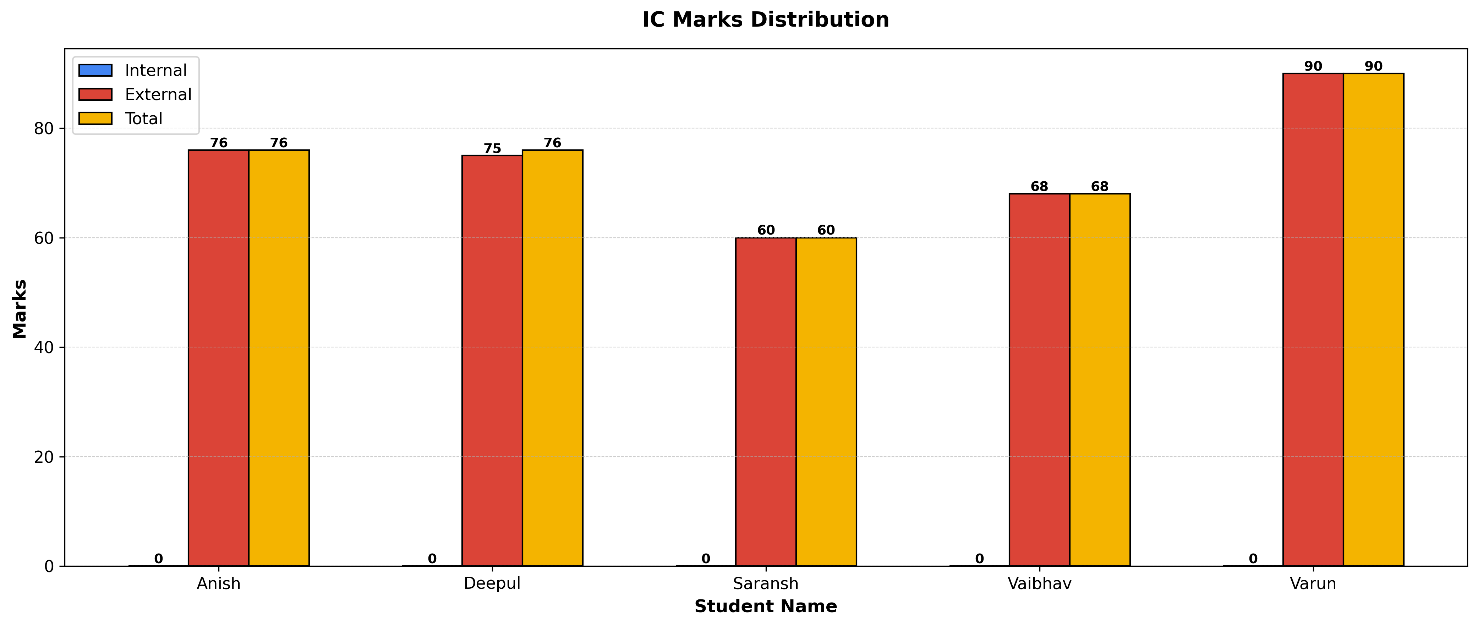 IC Marks Distribution
Internal
External
Total
Marks
80
60
40
20
0
0 76 76
0 75 76
0 60 60
0 68 68
0 90 90
Anish Deepul Saransh Vaibhav Varun
Student Name